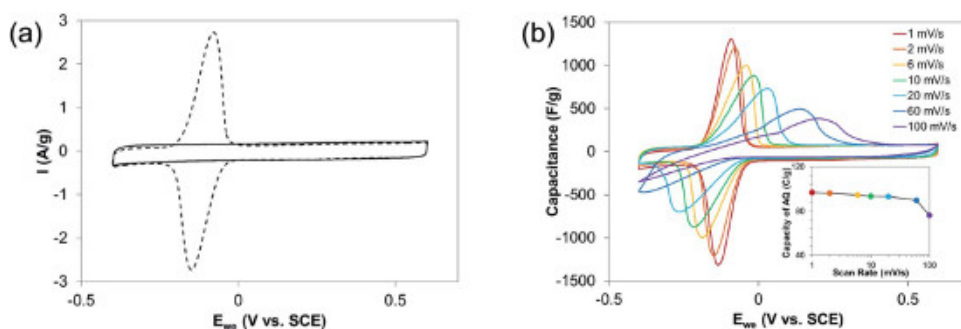 (a)
I (A/g)
3
2
1
0
-1
-2
-3
-0.5
0
0.5
E_we (V vs. SCE)
(b)
Capacitance (F/g)
1500
1000
500
0
-500
-1000
-1500
-0.5
0
0.5
E_we (V vs. SCE)
1 mV/s
2 mV/s
6 mV/s
10 mV/s
20 mV/s
60 mV/s
100 mV/s
Capacity of AQ (C/g)
120
80
40
1
10
100
Scan Rate (mV/s)